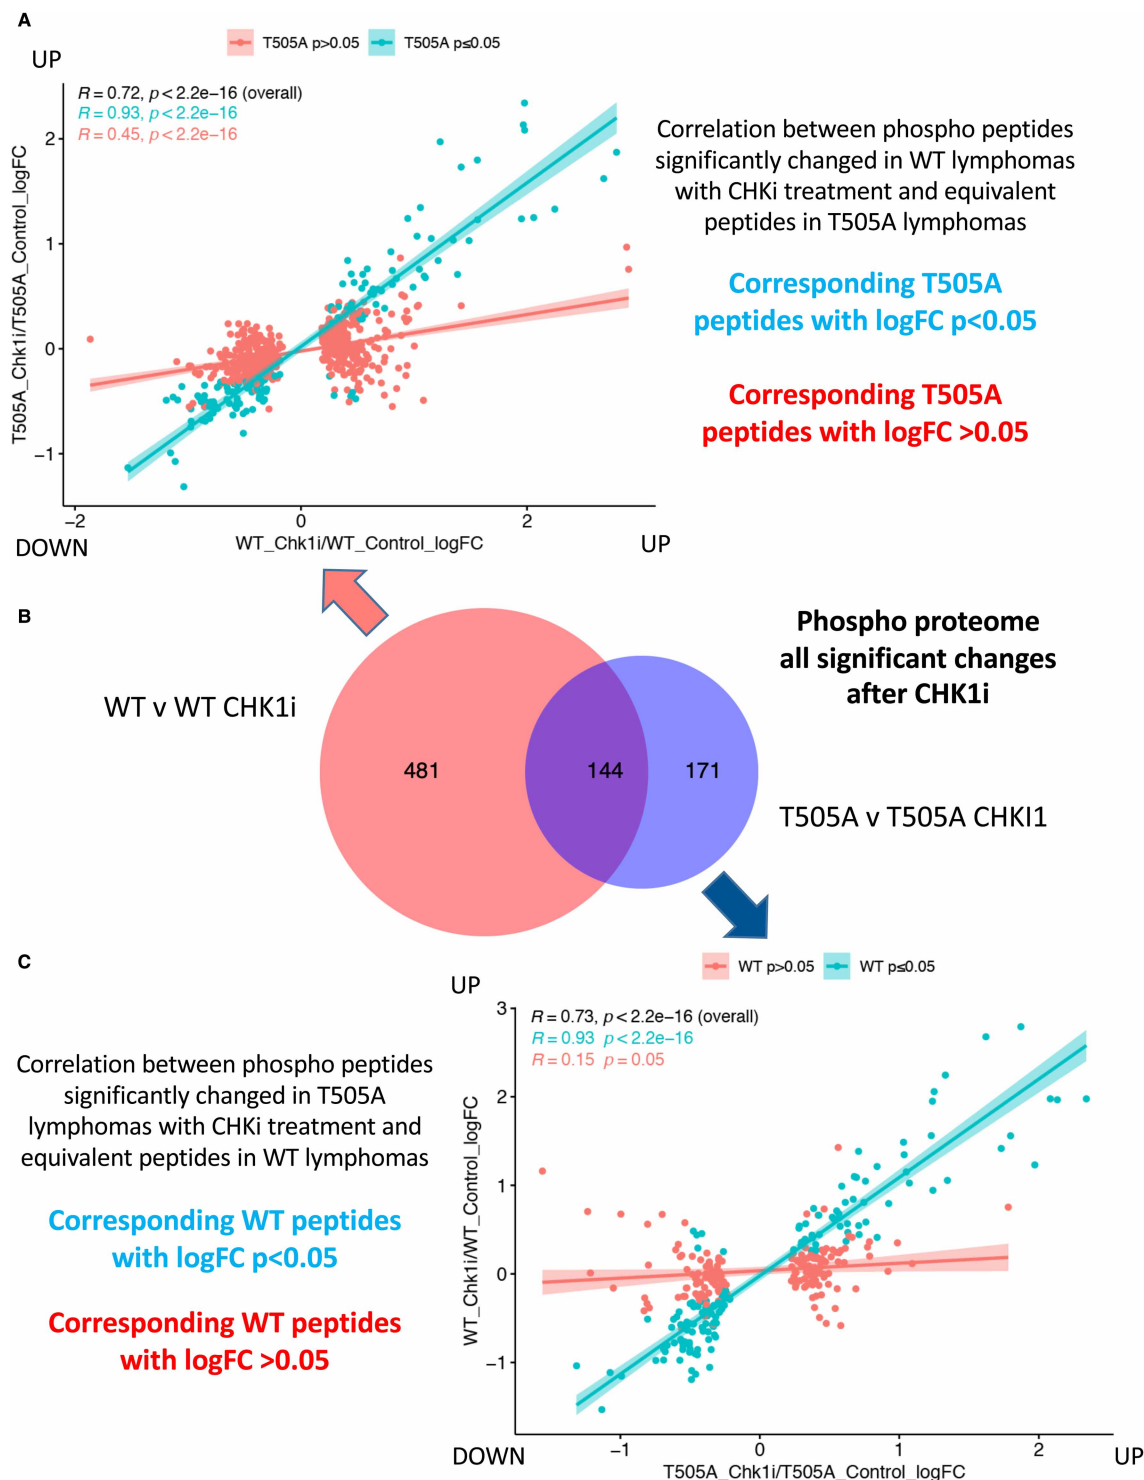 A
T505A p>0.05 T505A p≤0.05
UP
R = 0.72, p < 2.2e−16 (overall)
R = 0.93, p < 2.2e−16
R = 0.45, p < 2.2e−16
T505A_Chk1i/T505A_Control_logFC
2
1
0
−1
−2 0 2
DOWN
WT_Chk1i/WT_Control_logFC
UP
Correlation between phospho peptides
significantly changed in WT lymphomas
with CHKi treatment and equivalent
peptides in T505A lymphomas
Corresponding T505A
peptides with logFC p<0.05
Corresponding T505A
peptides with logFC >0.05
B
Phospho proteome
all significant changes
after CHK1i
WT v WT CHK1i
481 144 171
T505A v T505A CHKI1
C
WT p>0.05 WT p≤0.05
UP
R = 0.73, p < 2.2e−16 (overall)
R = 0.93 p < 2.2e−16
R = 0.15 p = 0.05
WT_Chk1i/WT_Control_logFC
3
2
1
0
−1
−1 0 1 2
DOWN
T505A_Chk1i/T505A_Control_logFC
UP
Correlation between phospho peptides
significantly changed in T505A
lymphomas with CHKi treatment and
equivalent peptides in WT lymphomas
Corresponding WT peptides
with logFC p<0.05
Corresponding WT peptides
with logFC >0.05